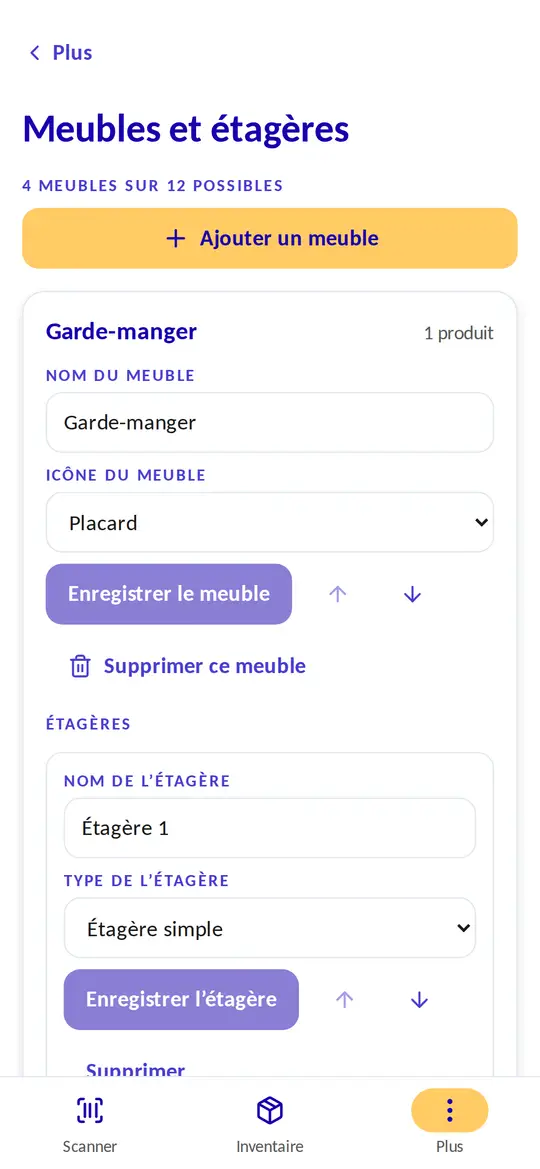 Plus
Meubles et étagères
4 MEUBLES SUR 12 POSSIBLES
Ajouter un meuble
Garde-manger 1 produit
NOM DU MEUBLE
Garde-manger
ICÔNE DU MEUBLE
Placard
Enregistrer le meuble
Supprimer ce meuble
ÉTAGÈRES
NOM DE L’ÉTAGÈRE
Étagère 1
TYPE DE L’ÉTAGÈRE
Étagère simple
Enregistrer l’étagère
Supprimer
Scanner Inventaire Plus